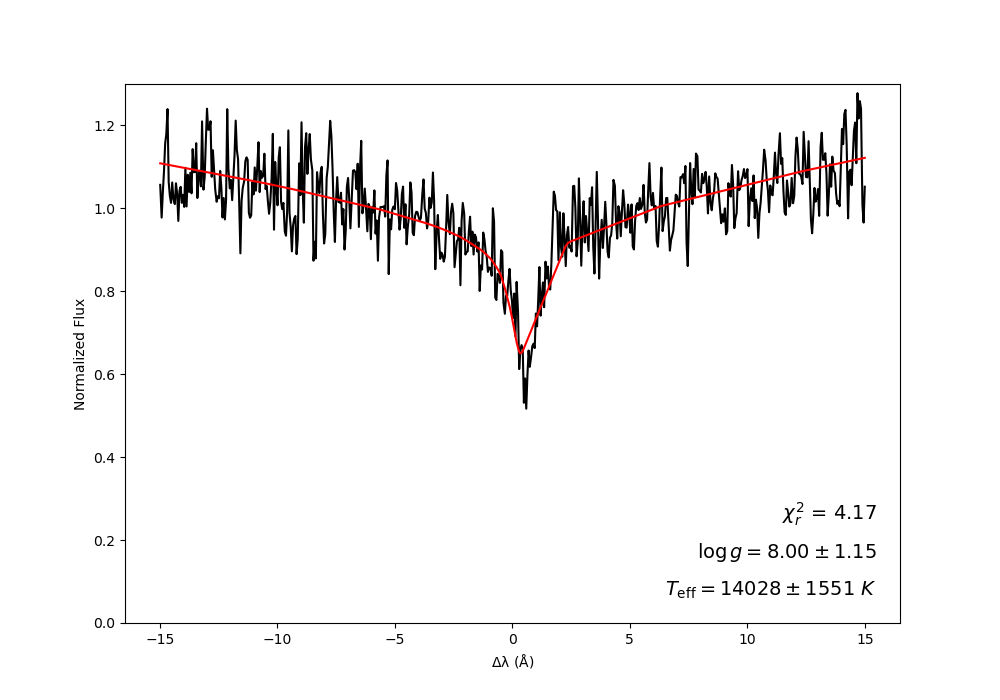 1.2
1.0
0.8
0.6
0.4
0.2
0.0
Normalized Flux
χ²ᵣ = 4.17
log g = 8.00 ± 1.15
T_eff = 14028 ± 1551 K
−15 −10 −5 0 5 10 15
Δλ (Å)